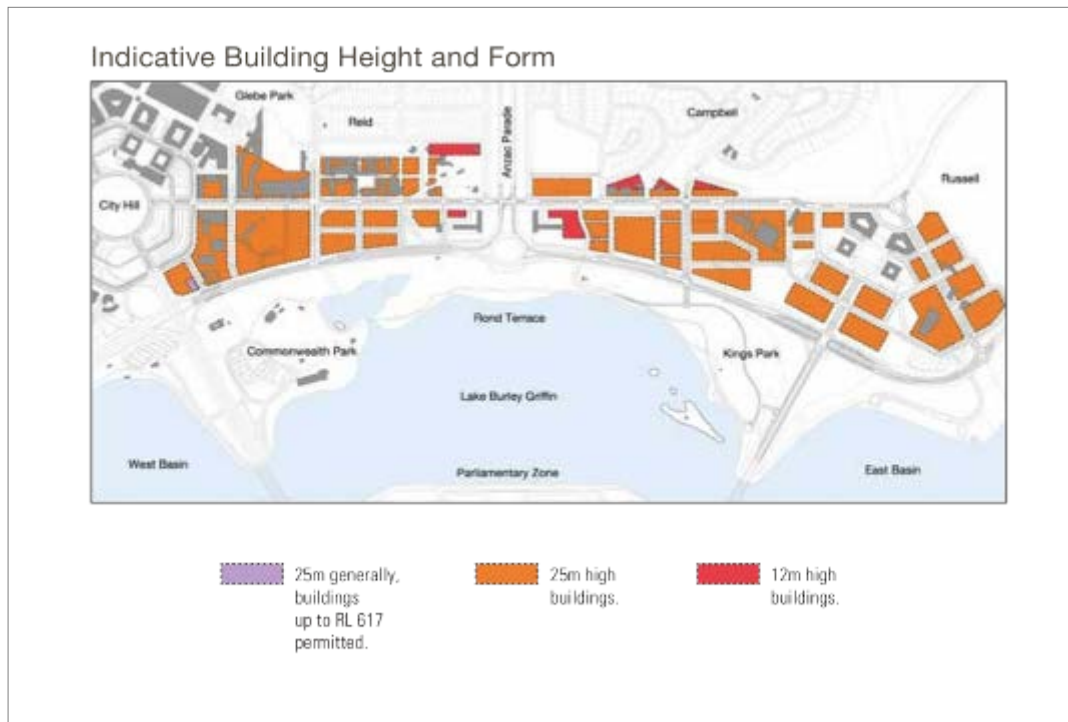 Indicative Building Height and Form
Glebe Park
Reid
Anzac Parade
Campbell
Russell
City Hill
Rond Terrace
Commonwealth Park
Kings Park
Lake Burley Griffin
West Basin
Parliamentary Zone
East Basin
25m generally,
buildings
up to RL 617
permitted.
25m high
buildings.
12m high
buildings.